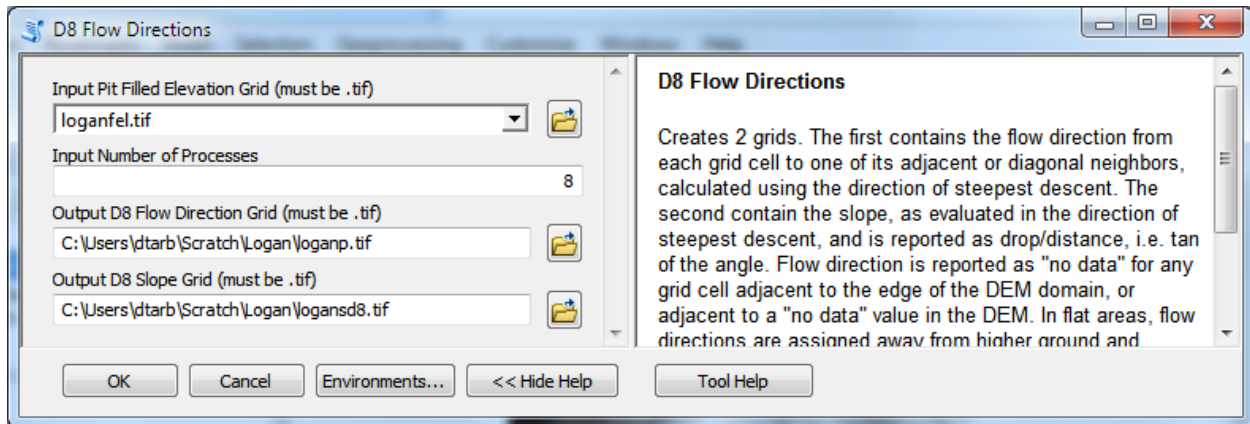 D8 Flow Directions
Input Pit Filled Elevation Grid (must be .tif)
loganfel.tif
Input Number of Processes
8
Output D8 Flow Direction Grid (must be .tif)
C:\Users\dtarb\Scratch\Logan\loganp.tif
Output D8 Slope Grid (must be .tif)
C:\Users\dtarb\Scratch\Logan\logansd8.tif
D8 Flow Directions
Creates 2 grids. The first contains the flow direction from
each grid cell to one of its adjacent or diagonal neighbors,
calculated using the direction of steepest descent. The
second contain the slope, as evaluated in the direction of
steepest descent, and is reported as drop/distance, i.e. tan
of the angle. Flow direction is reported as "no data" for any
grid cell adjacent to the edge of the DEM domain, or
adjacent to a "no data" value in the DEM. In flat areas, flow
directions are assigned away from higher ground and
OK
Cancel
Environments...
<< Hide Help
Tool Help